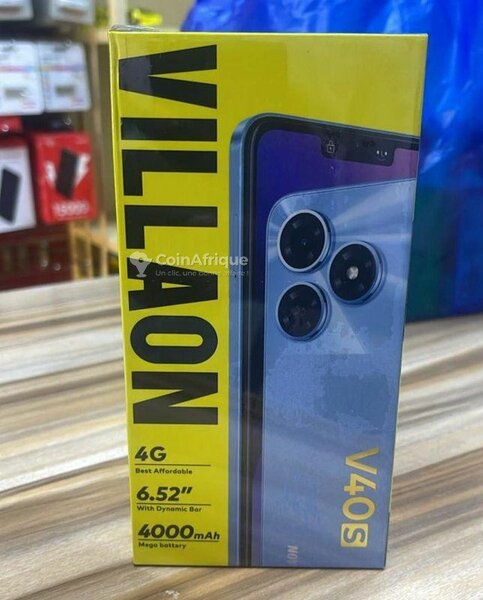 VILLAON
CoinAfrique
Un clic, une bonne affaire !
4G
Best Affordable
6.52"
With Dynamic Bar
4000mAh
Mega battery
V40s